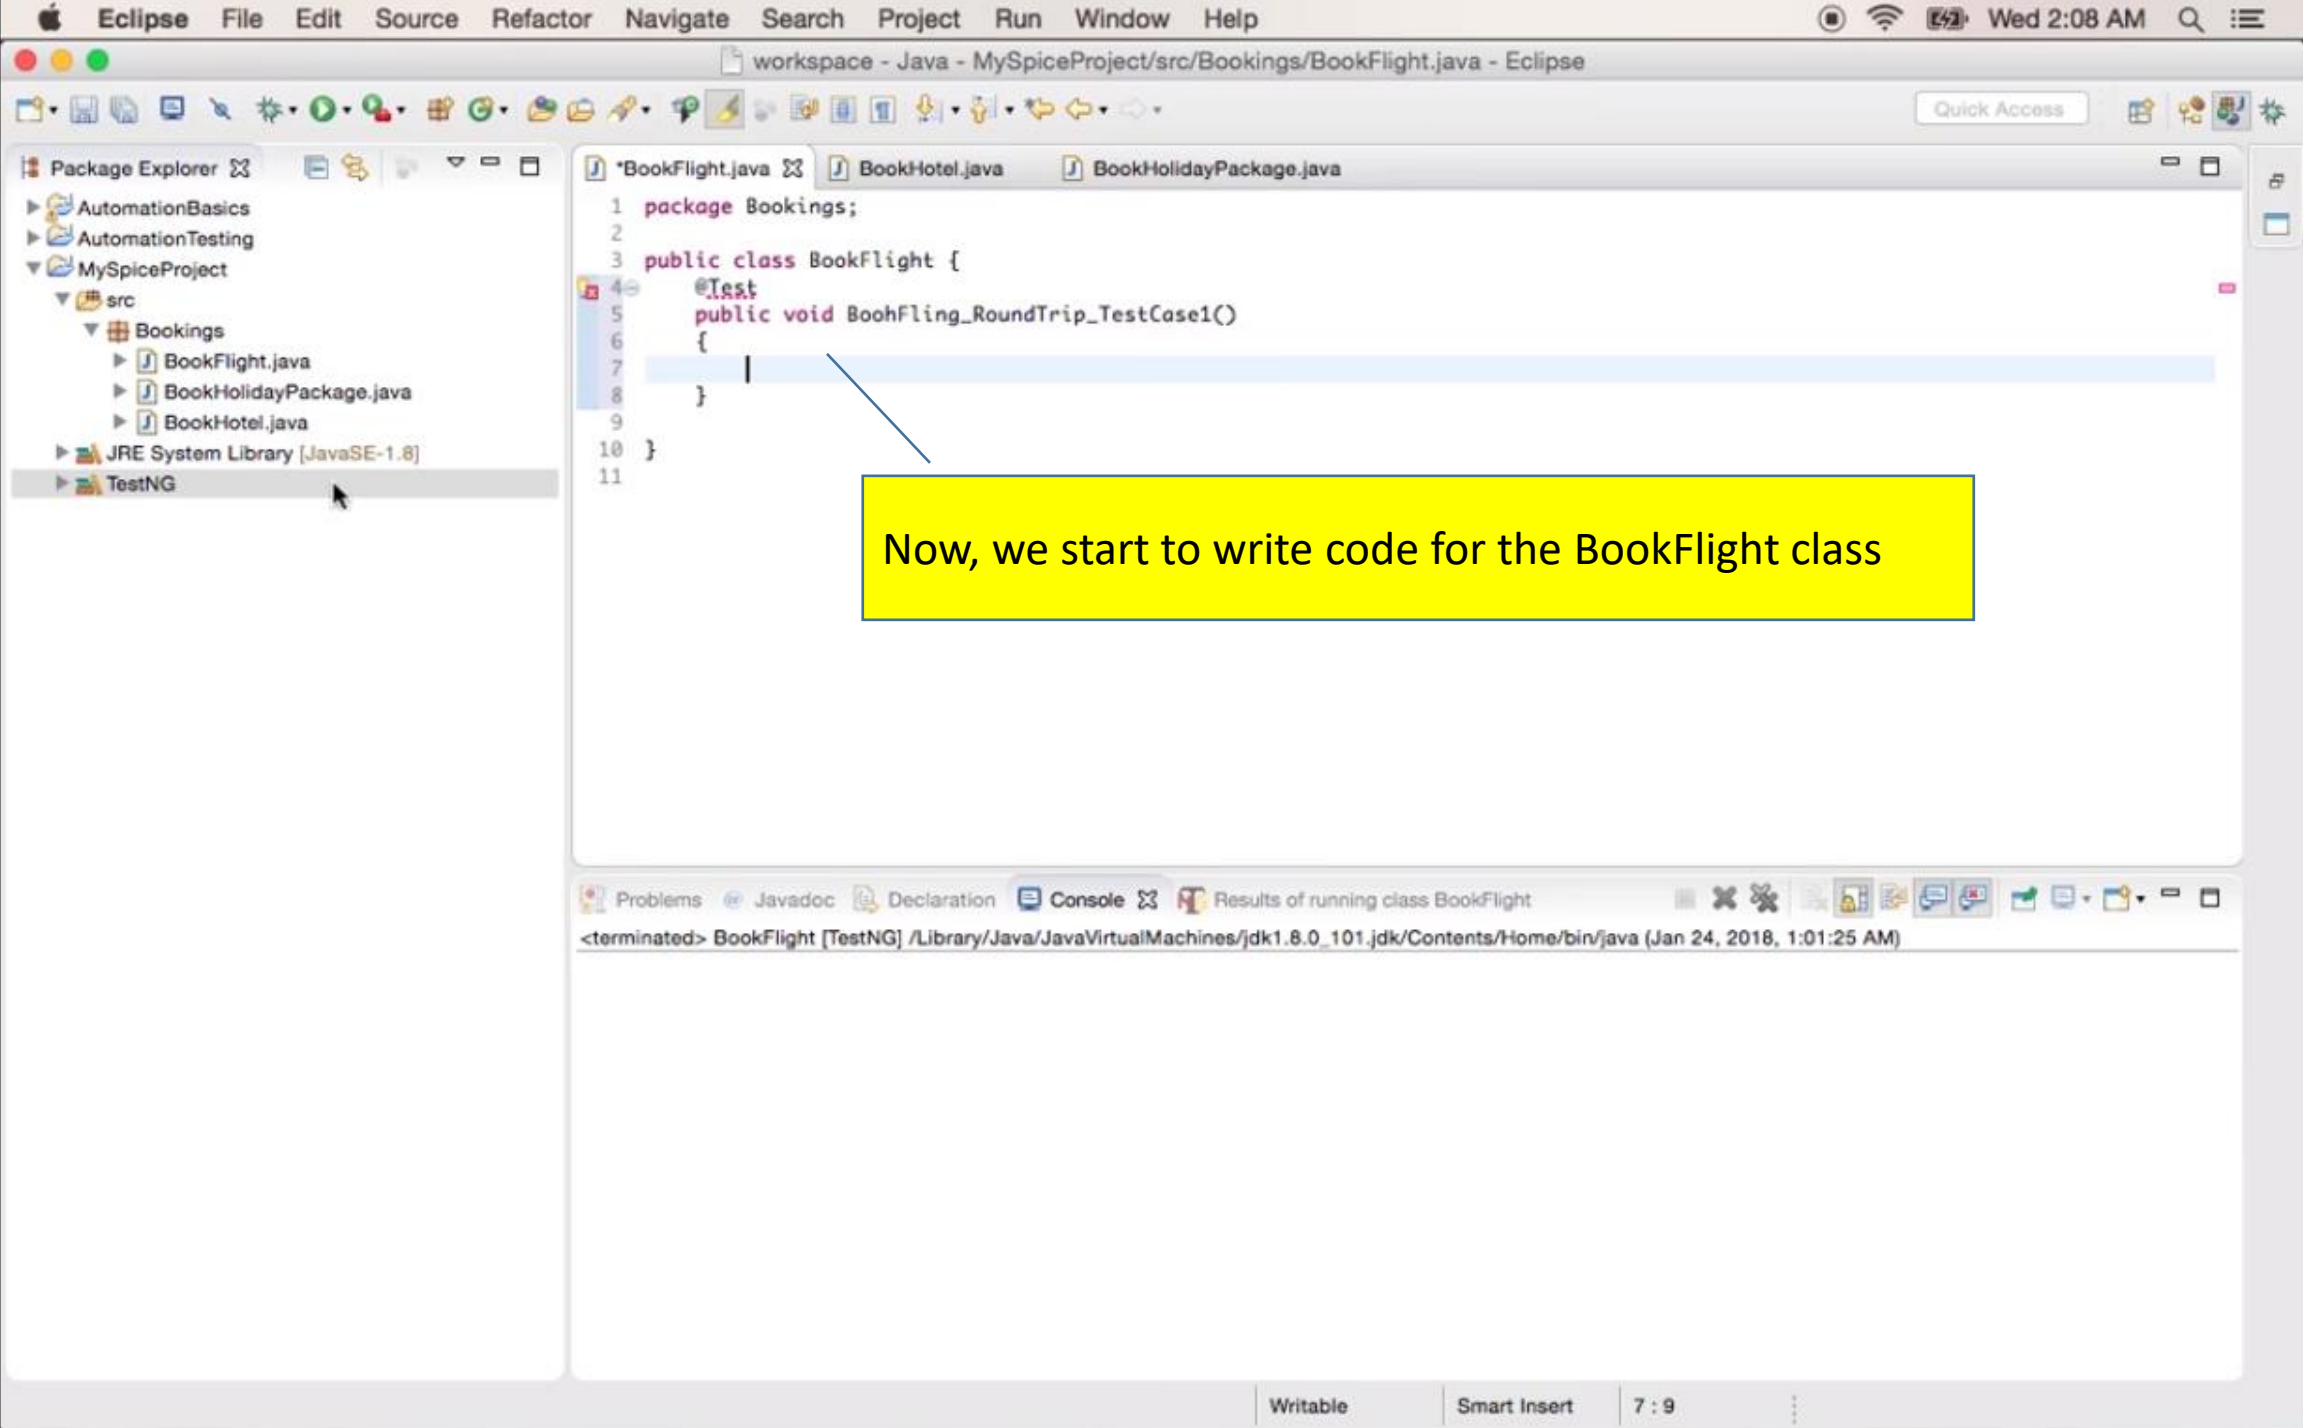 Eclipse File Edit Source Refactor Navigate Search Project Run Window Help Wed 2:08 AM
workspace - Java - MySpiceProject/src/Bookings/BookFlight.java - Eclipse
Quick Access
Package Explorer
AutomationBasics
AutomationTesting
MySpiceProject
src
Bookings
BookFlight.java
BookHolidayPackage.java
BookHotel.java
JRE System Library [JavaSE-1.8]
TestNG
*BookFlight.java BookHotel.java BookHolidayPackage.java
1 package Bookings;
2
3 public class BookFlight {
4 @Test
5 public void BoohFling_RoundTrip_TestCase1()
6 {
7
8 }
9
10 }
11
Now, we start to write code for the BookFlight class
Problems Javadoc Declaration Console Results of running class BookFlight
<terminated> BookFlight [TestNG] /Library/Java/JavaVirtualMachines/jdk1.8.0_101.jdk/Contents/Home/bin/java (Jan 24, 2018, 1:01:25 AM)
Writable Smart Insert 7 : 9